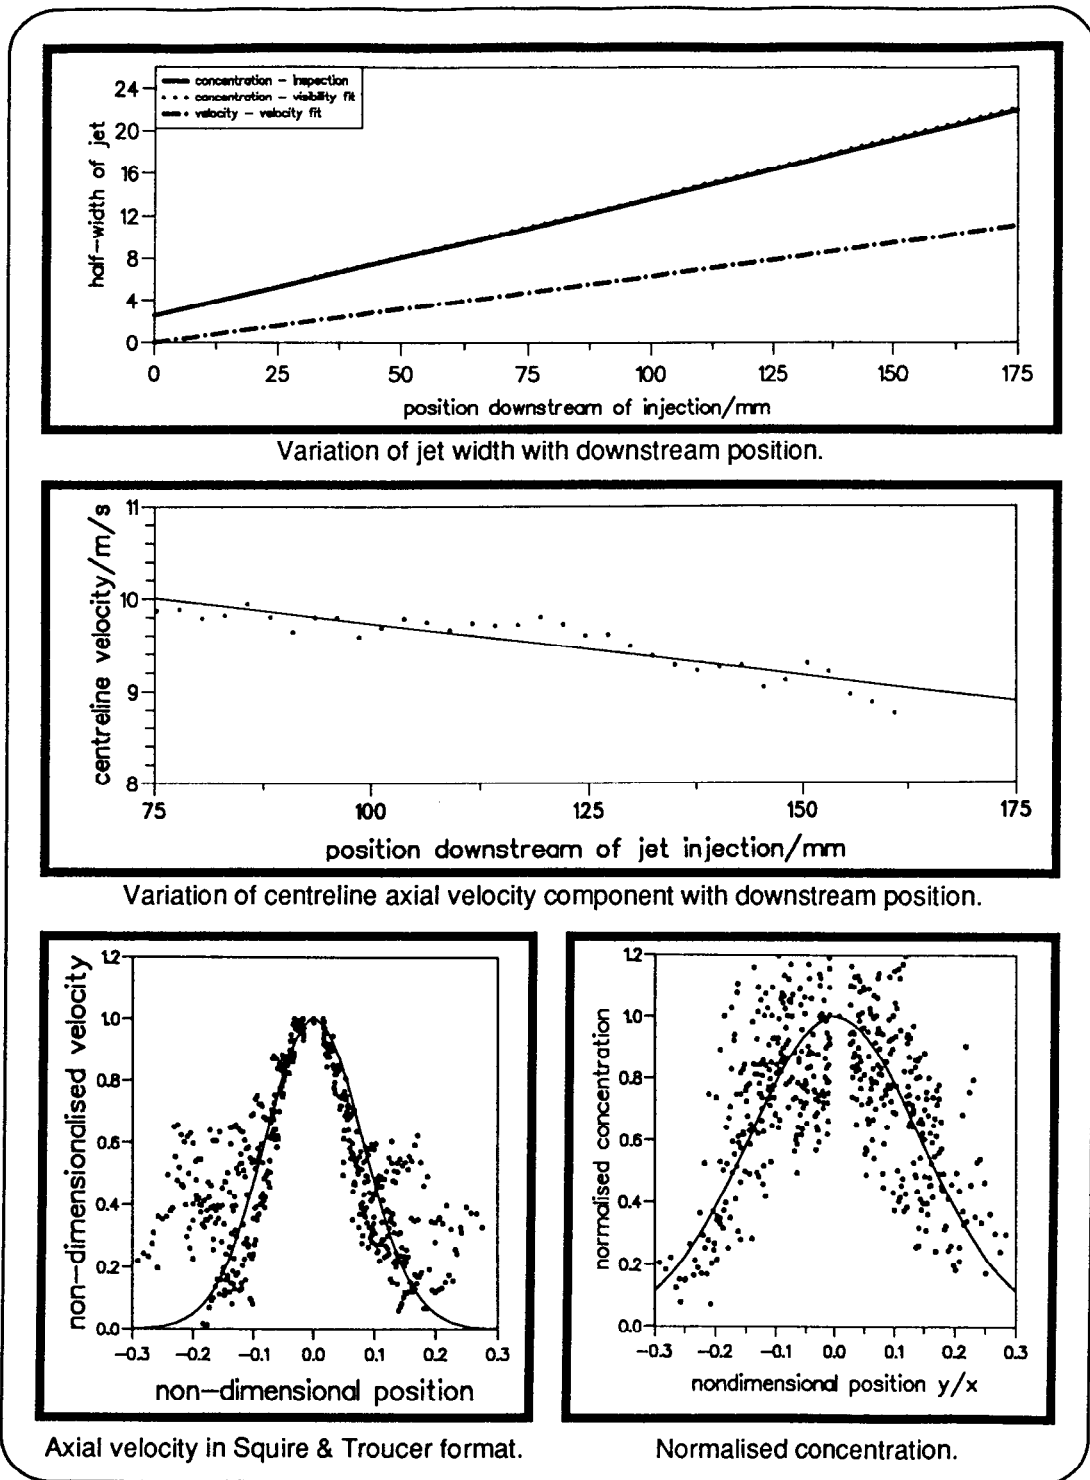 concentration – inspection
concentration – visibility fit
velocity – velocity fit
24
20
16
12
8
4
0
half-width of jet
0 25 50 75 100 125 150 175
position downstream of injection/mm
Variation of jet width with downstream position.
11
10
9
8
centreline velocity/m/s
75 100 125 150 175
position downstream of jet injection/mm
Variation of centreline axial velocity component with downstream position.
1.2
1.0
0.8
0.6
0.4
0.2
0.0
non-dimensionalised velocity
-0.3 -0.2 -0.1 0.0 0.1 0.2 0.3
non-dimensional position
Axial velocity in Squire & Troucer format.
1.2
1.0
0.8
0.6
0.4
0.2
0.0
normalised concentration
-0.3 -0.2 -0.1 0.0 0.1 0.2 0.3
nondimensional position y/x
Normalised concentration.